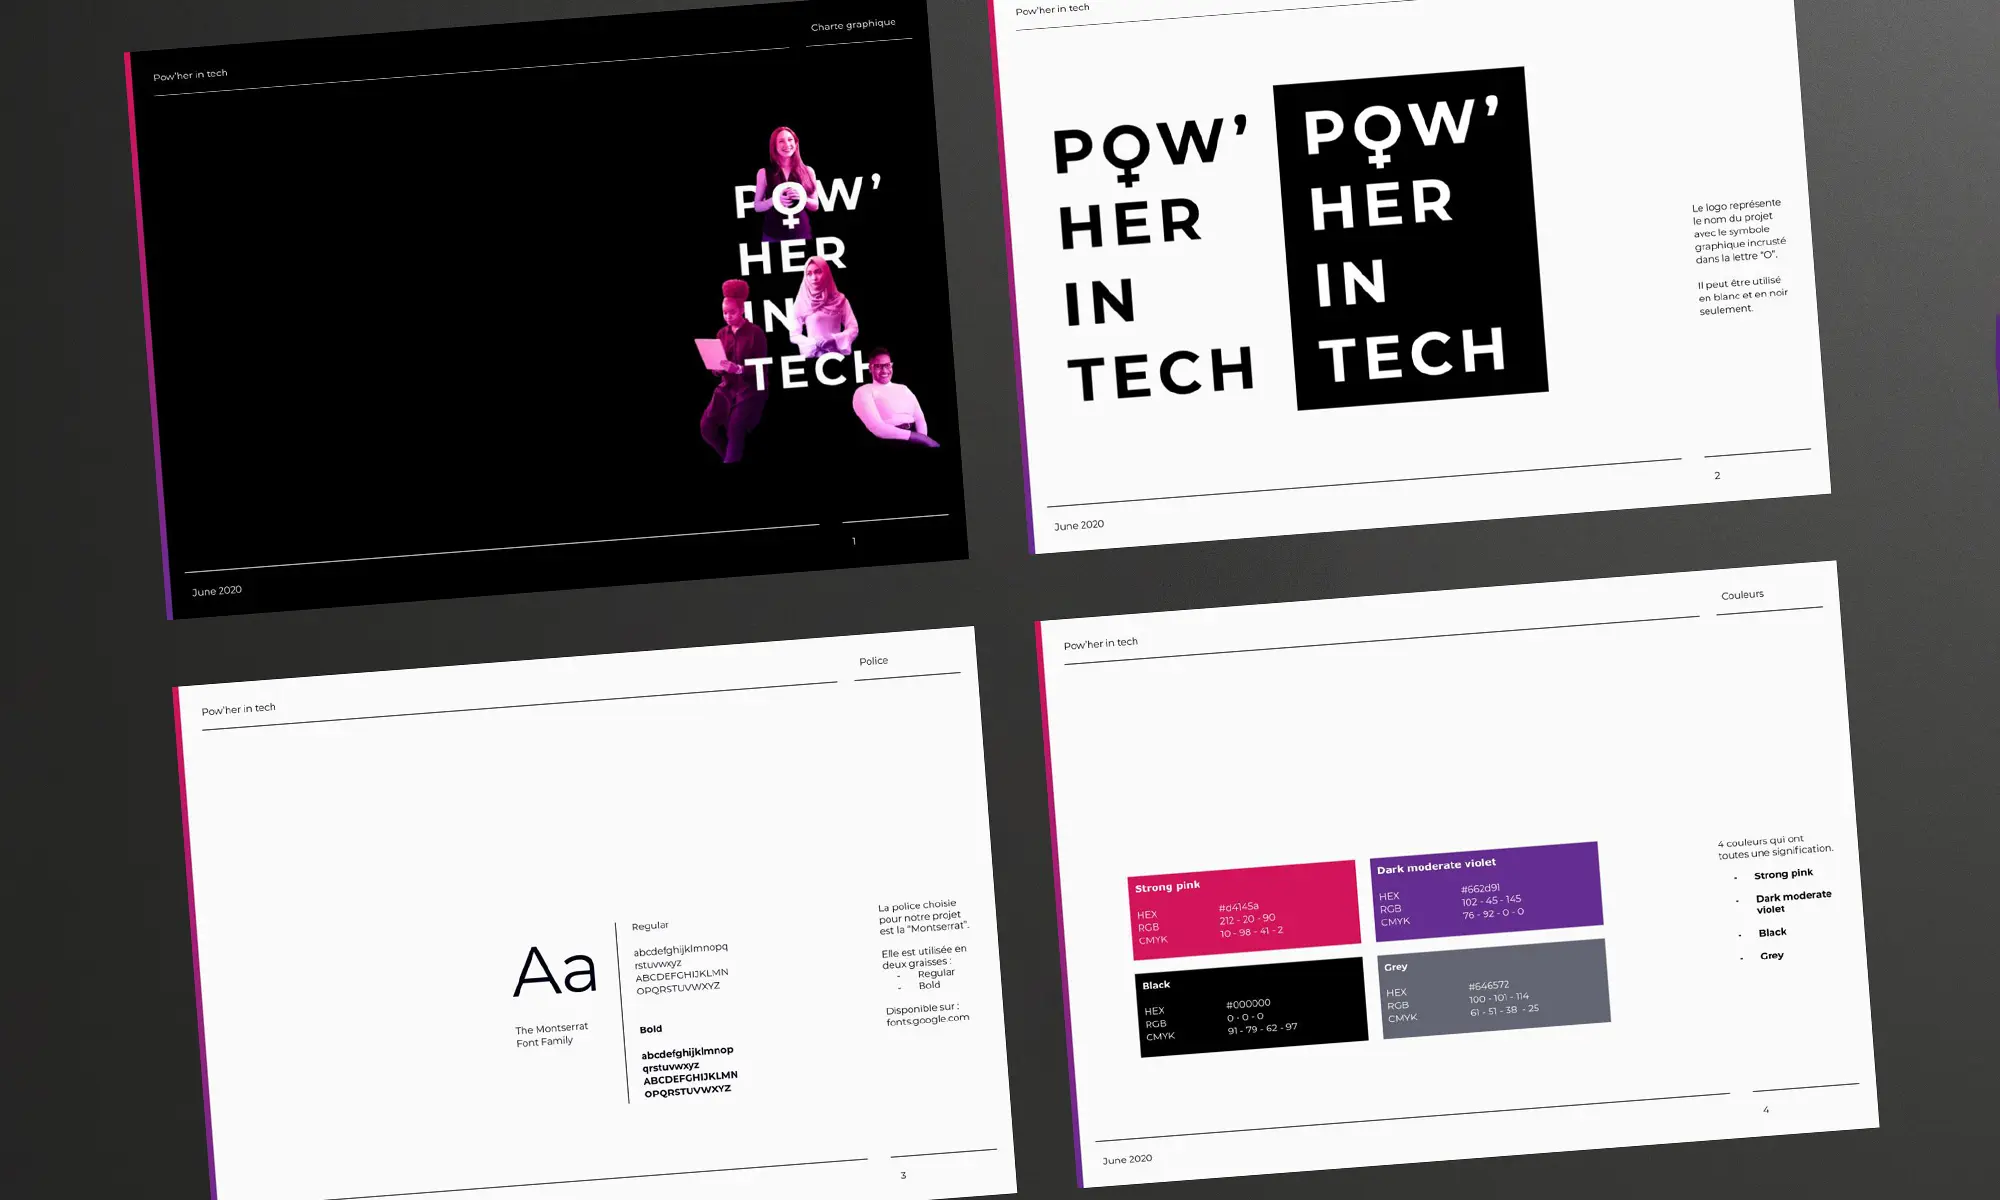 Pow'her in tech
Charte graphique
POW'
HER
IN
TECH
June 2020
1
Pow'her in tech
POW'
HER
IN
TECH
POW'
HER
IN
TECH
Le logo représente
le nom du projet
avec le symbole
graphique incrusté
dans la lettre "O".
Il peut être utilisé
en blanc et en noir
seulement.
June 2020
2
Pow'her in tech
Police
Aa
The Montserrat
Font Family
Regular
abcdefghijklmnopq
rstuvwxyz
ABCDEFGHIJKLMN
OPQRSTUVWXYZ
Bold
abcdefghijklmnop
qrstuvwxyz
ABCDEFGHIJKLMN
OPQRSTUVWXYZ
La police choisie
pour notre projet
est la "Montserrat".
Elle est utilisée en
deux graisses :
- Regular
- Bold
Disponible sur :
fonts.google.com
3
Pow'her in tech
Couleurs
Strong pink
HEX #d4145a
RGB 212 - 20 - 90
CMYK 10 - 98 - 41 - 2
Dark moderate violet
HEX #662d91
RGB 102 - 45 - 145
CMYK 76 - 92 - 0 - 0
Black
HEX #000000
RGB 0 - 0 - 0
CMYK 91 - 79 - 62 - 97
Grey
HEX #646572
RGB 100 - 101 - 114
CMYK 61 - 51 - 38 - 25
4 couleurs qui ont
toutes une signification.
- Strong pink
- Dark moderate
violet
- Black
- Grey
June 2020
4